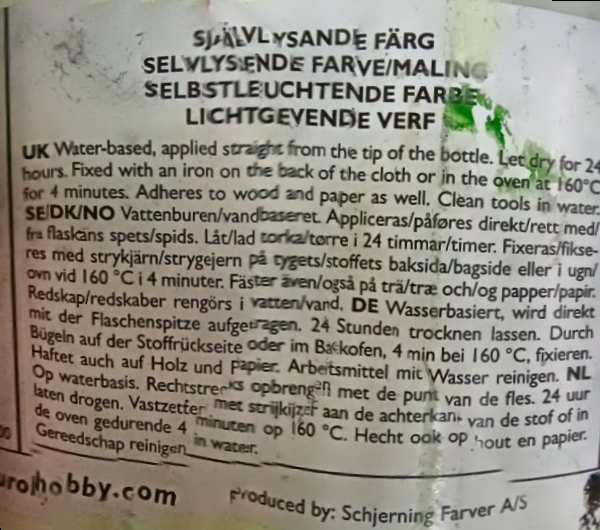 SJÄLVLYSANDE FÄRG
SELVLYSENDE FARVE/MALING
SELBSTLEUCHTENDE FARBE
LICHTGEVENDE VERF
UK Water-based, applied straight from the tip of the bottle. Let dry for 24
hours. Fixed with an iron on the back of the cloth or in the oven at 160°C
for 4 minutes. Adheres to wood and paper as well. Clean tools in water.
SE/DK/NO Vattenburen/vandbaseret. Appliceras/påføres direkt/rett med/
fra flaskans spets/spids. Låt/lad torka/tørre i 24 timmar/timer. Fixeras/fikse-
res med strykjärn/strygejern på tygets/stoffets baksida/bagside eller i ugn/
ovn vid 160 °C i 4 minuter. Fäster även/også på trä/træ och/og papper/papir.
Redskap/redskaber rengörs i vatten/vand. DE Wasserbasiert, wird direkt
mit der Flaschenspitze aufgetragen. 24 Stunden trocknen lassen. Durch
Bügeln auf der Stoffrückseite oder im Backofen, 4 min bei 160 °C, fixieren.
Haftet auch auf Holz und Papier. Arbeitsmittel mit Wasser reinigen. NL
Op waterbasis. Rechtstreeks opbrengen met de punt van de fles. 24 uur
laten drogen. Vastzetten met strijkijzer aan de achterkant van de stof of in
de oven gedurende 4 minuten op 160 °C. Hecht ook op hout en papier.
Gereedschap reinigen in water.
urohobby.com
Produced by: Schjerning Farver A/S